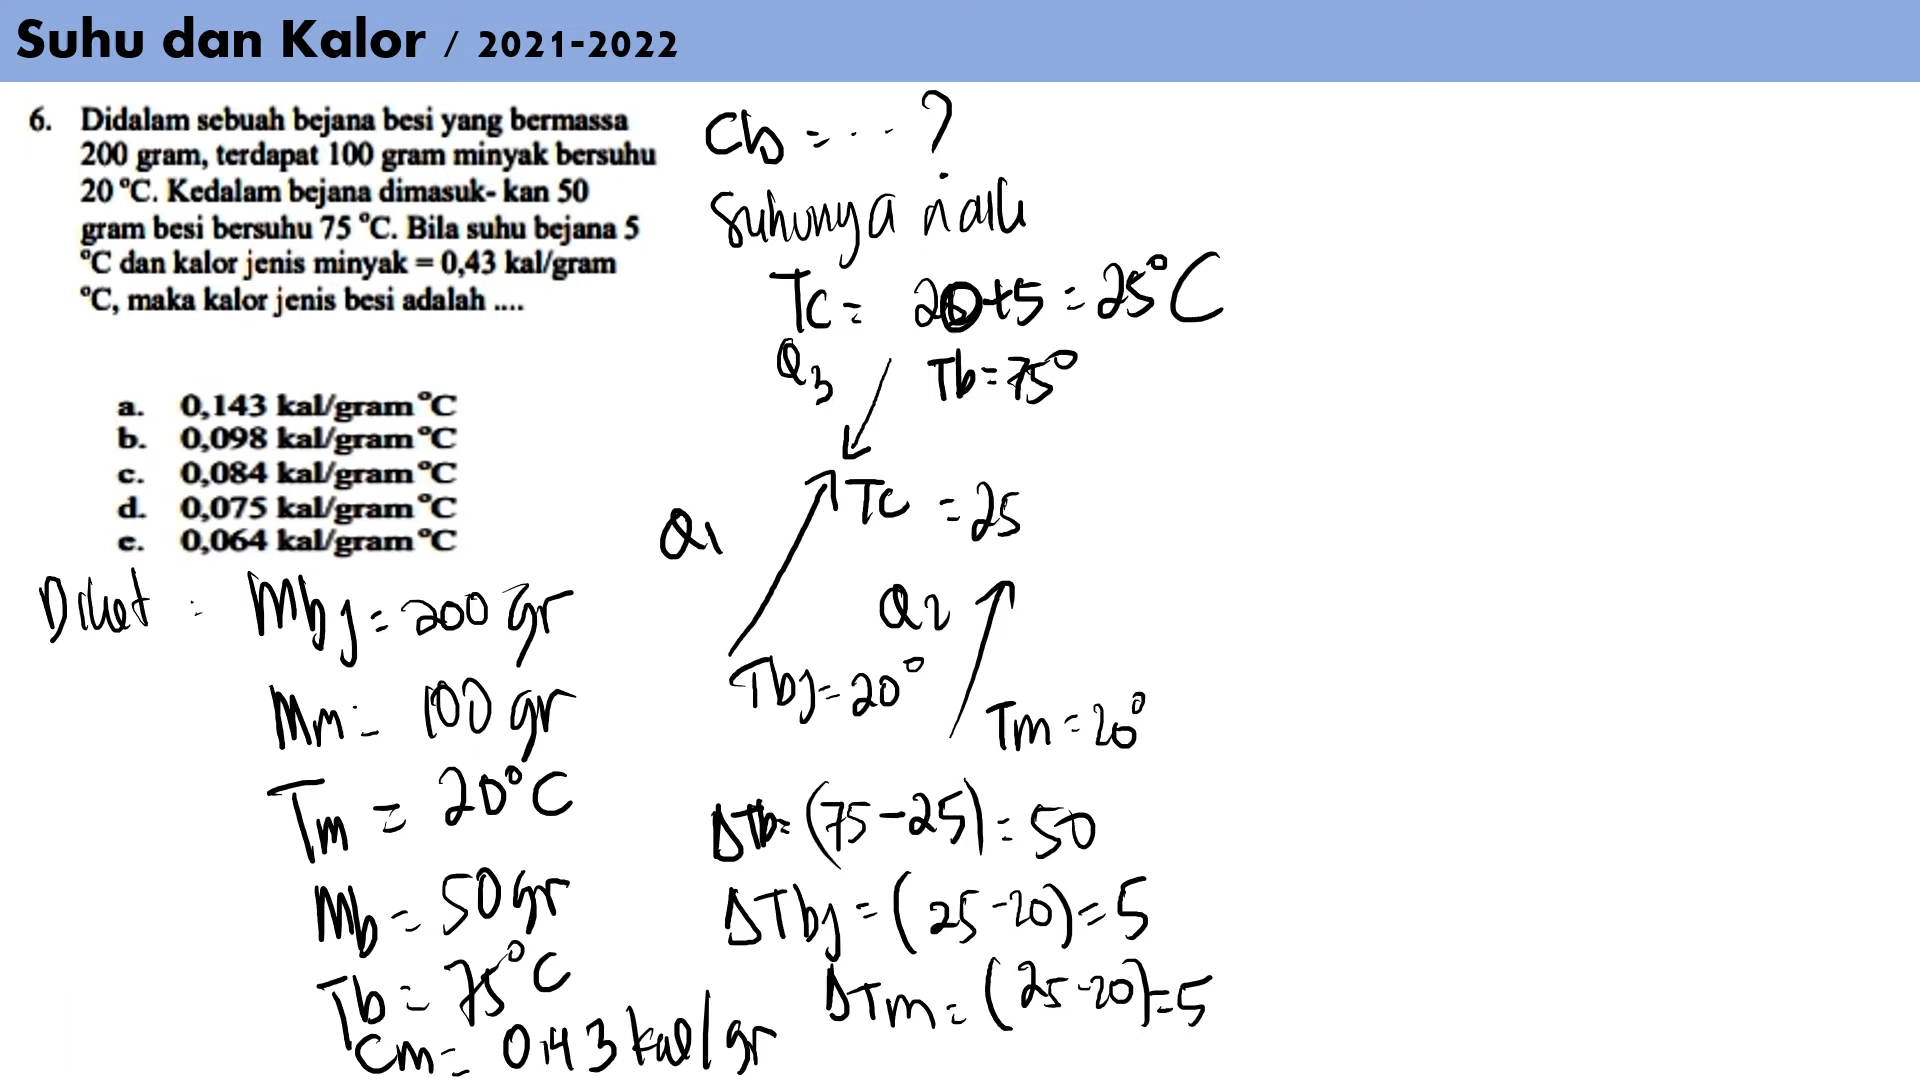 Suhu dan Kalor / 2021-2022
6. Didalam sebuah bejana besi yang bermassa
200 gram, terdapat 100 gram minyak bersuhu
20 °C. Kedalam bejana dimasuk- kan 50
gram besi bersuhu 75 °C. Bila suhu bejana 5
°C dan kalor jenis minyak = 0,43 kal/gram
°C, maka kalor jenis besi adalah ....
a. 0,143 kal/gram °C
b. 0,098 kal/gram °C
c. 0,084 kal/gram °C
d. 0,075 kal/gram °C
e. 0,064 kal/gram °C
Diket : Mbj = 200 gr
Mm = 100 gr
Tm = 20°C
Mb = 50 gr
Tb = 75°C
Cm = 0,43 kal/gr
Cb = ... ?
Suhunya naik
Tc = 20+5 = 25°C
Q3 Tb = 75°
Tc = 25
Q1
Q2
Tbj = 20°
Tm = 20°
ΔTb = (75-25) = 50
ΔTbj = (25-20) = 5
ΔTm = (25-20) = 5